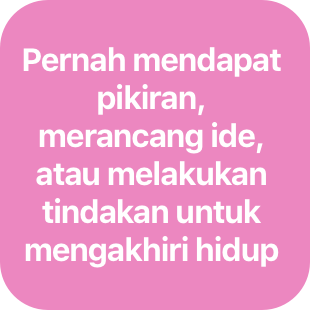 Pernah mendapat
pikiran,
merancang ide,
atau melakukan
tindakan untuk
mengakhiri hidup